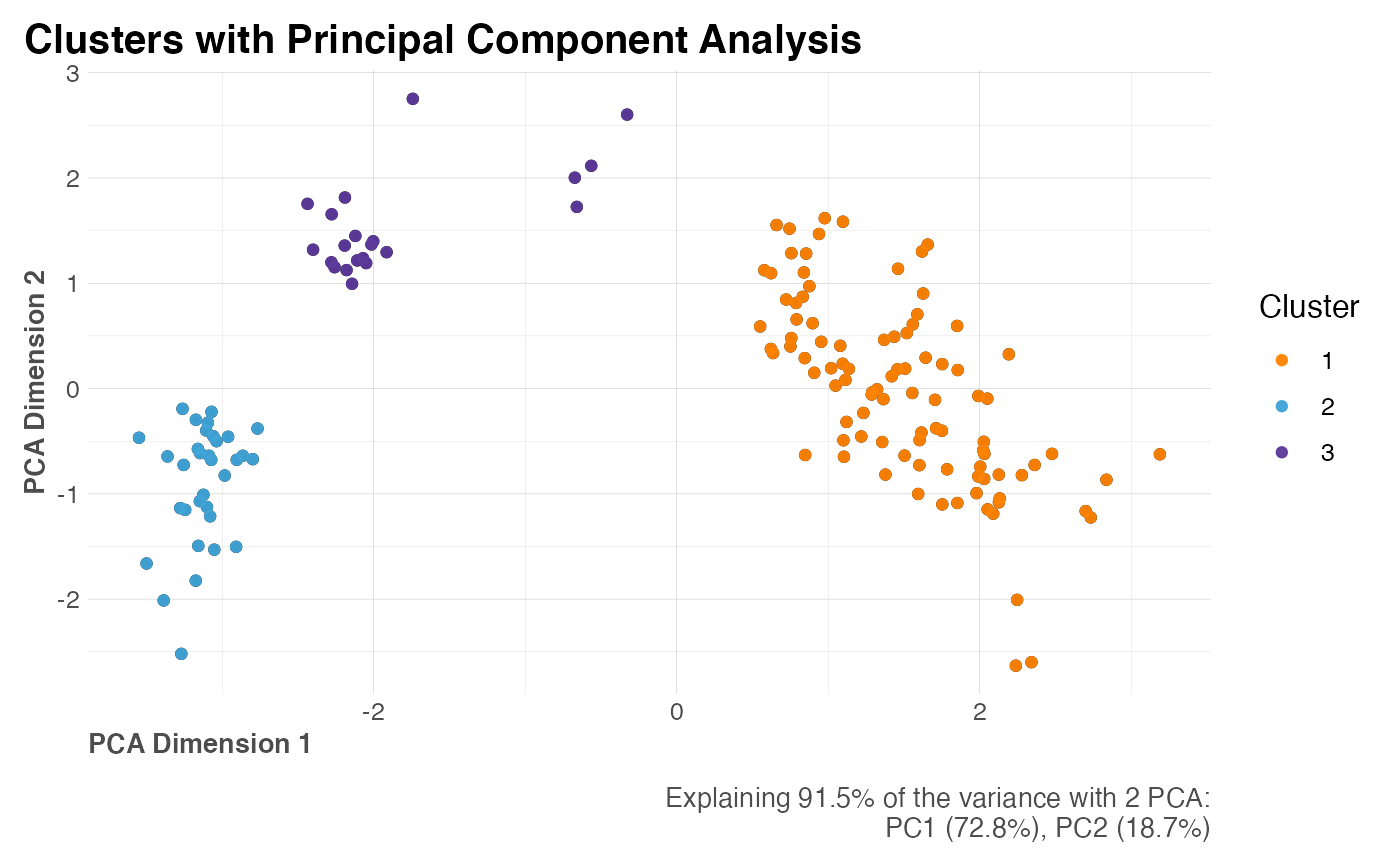 Clusters with Principal Component Analysis
3
2
1
0
-1
-2
PCA Dimension 2
-2 0 2
PCA Dimension 1
Cluster
1
2
3
Explaining 91.5% of the variance with 2 PCA:
PC1 (72.8%), PC2 (18.7%)